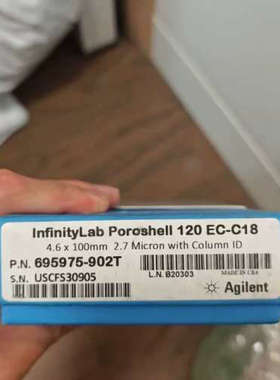 InfinityLab Poroshell 120 EC-C18
4.6 x 100mm 2.7 Micron with Column ID
P.N. 695975-902T
S.N. USCFS30905
L.N. B20303
MADE IN USA
Agilent